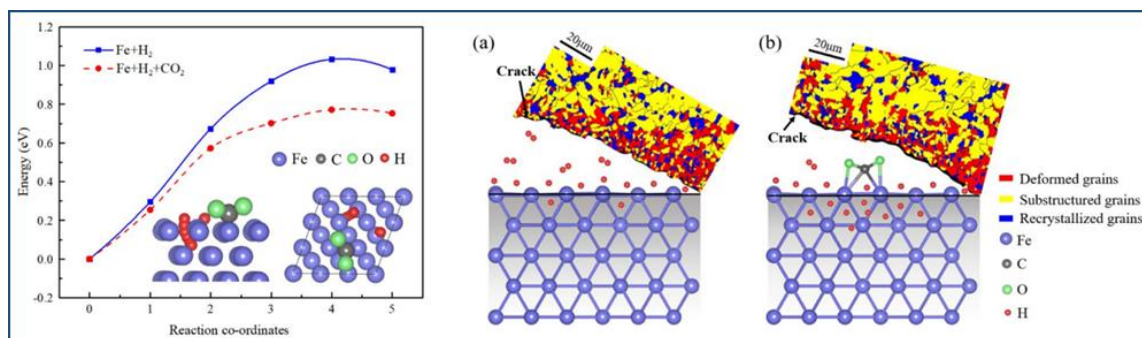 1.2
1.0
0.8
0.6
0.4
0.2
0.0
-0.2
Energy (eV)
Fe+H₂
Fe+H₂+CO₂
Fe C O H
0 1 2 3 4 5
Reaction co-ordinates
(a)
20μm
Crack
(b)
20μm
Crack
Deformed grains
Substructured grains
Recrystallized grains
Fe
C
O
H